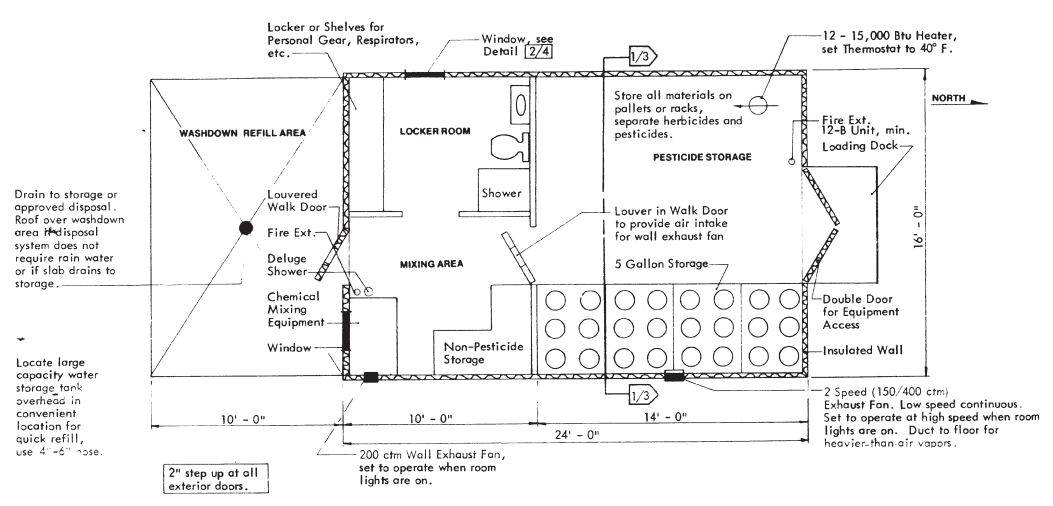 Locker or Shelves for
Personal Gear, Respirators,
etc.
Window, see
Detail 2/4
1/3
12 - 15,000 Btu Heater,
set Thermostat to 40° F.
Store all materials on
pallets or racks,
separate herbicides and
pesticides.
NORTH
WASHDOWN REFILL AREA
LOCKER ROOM
PESTICIDE STORAGE
Fire Ext.
12-B Unit, min.
Loading Dock
Shower
Drain to storage or
approved disposal.
Roof over washdown
area if disposal
system does not
require rain water
or if slab drains to
storage.
Louvered
Walk Door
Fire Ext.
Deluge
Shower
Chemical
Mixing
Equipment
Window
MIXING AREA
Louver in Walk Door
to provide air intake
for wall exhaust fan
5 Gallon Storage
16' - 0"
Double Door
for Equipment
Access
Insulated Wall
Non-Pesticide
Storage
Locate large
capacity water
storage tank
overhead in
convenient
location for
quick refill,
use 4"-6" hose.
1/3
2 Speed (150/400 ctm)
Exhaust Fan. Low speed continuous.
Set to operate at high speed when room
lights are on. Duct to floor for
heavier-than-air vapors.
10' - 0"
10' - 0"
14' - 0"
24' - 0"
200 ctm Wall Exhaust Fan,
set to operate when room
lights are on.
2" step up at all
exterior doors.